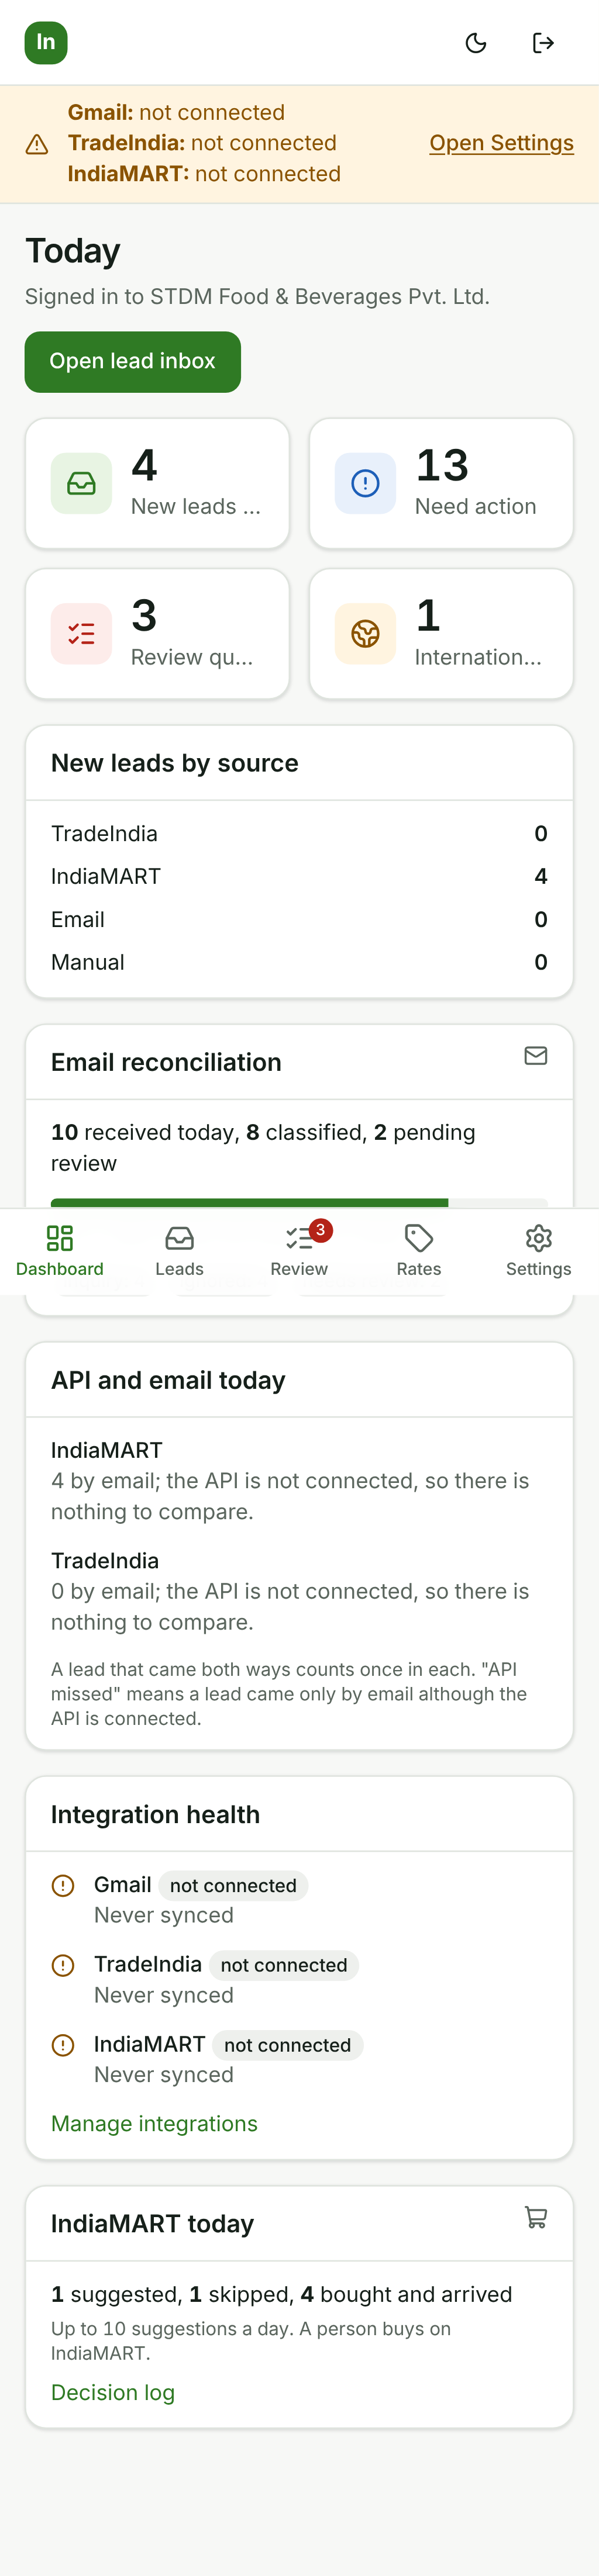 In
Gmail: not connected
TradeIndia: not connected
IndiaMART: not connected
Open Settings
Today
Signed in to STDM Food & Beverages Pvt. Ltd.
Open lead inbox
4
New leads ...
13
Need action
3
Review qu...
1
Internation...
New leads by source
TradeIndia 0
IndiaMART 4
Email 0
Manual 0
Email reconciliation
10 received today, 8 classified, 2 pending
review
3
Dashboard
Leads
Review
Rates
Settings
API and email today
IndiaMART
4 by email; the API is not connected, so there is
nothing to compare.
TradeIndia
0 by email; the API is not connected, so there is
nothing to compare.
A lead that came both ways counts once in each. "API
missed" means a lead came only by email although the
API is connected.
Integration health
Gmail not connected
Never synced
TradeIndia not connected
Never synced
IndiaMART not connected
Never synced
Manage integrations
IndiaMART today
1 suggested, 1 skipped, 4 bought and arrived
Up to 10 suggestions a day. A person buys on
IndiaMART.
Decision log